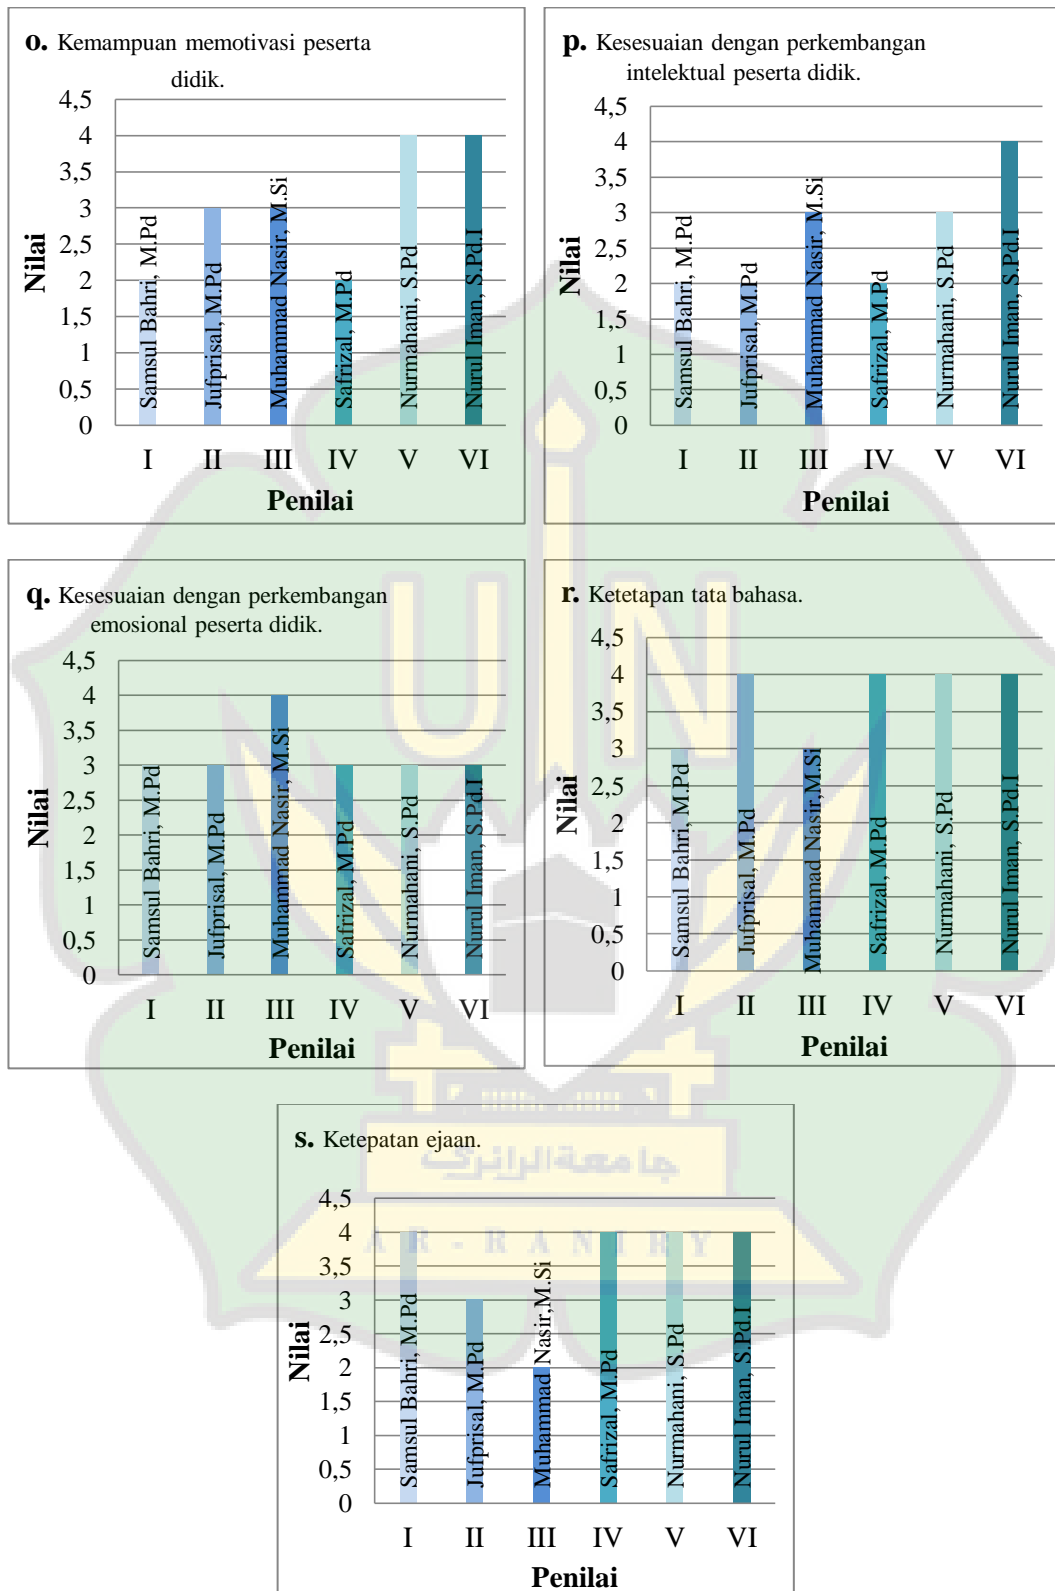 o. Kemampuan memotivasi peserta
didik.
4,5
4
3,5
3
2,5
2
1,5
1
0,5
0
Nilai
Samsul Bahri, M.Pd
Jufprisal, M.Pd
Muhammad Nasir, M.Si
Safrizal, M.Pd
Nurmahani, S.Pd
Nurul Iman, S.Pd.I
I II III IV V VI
Penilai
p. Kesesuaian dengan perkembangan
intelektual peserta didik.
4,5
4
3,5
3
2,5
2
1,5
1
0,5
0
Nilai
Samsul Bahri, M.Pd
Jufprisal, M.Pd
Muhammad Nasir, M.Si
Safrizal, M.Pd
Nurmahani, S.Pd
Nurul Iman, S.Pd.I
I II III IV V VI
Penilai
q. Kesesuaian dengan perkembangan
emosional peserta didik.
4,5
4
3,5
3
2,5
2
1,5
1
0,5
0
Nilai
Samsul Bahri, M.Pd
Jufprisal, M.Pd
Muhammad Nasir, M.Si
Safrizal, M.Pd
Nurmahani, S.Pd
Nurul Iman, S.Pd.I
I II III IV V VI
Penilai
r. Ketetapan tata bahasa.
4,5
4
3,5
3
2,5
2
1,5
1
0,5
0
Nilai
Samsul Bahri, M.Pd
Jufprisal, M.Pd
Muhammad Nasir,M.Si
Safrizal, M.Pd
Nurmahani, S.Pd
Nurul Iman, S.Pd.I
I II III IV V VI
Penilai
UIN
s. Ketepatan ejaan.
4,5
4
3,5
3
2,5
2
1,5
1
0,5
0
Nilai
Samsul Bahri, M.Pd
Jufprisal, M.Pd
Muhammad Nasir,M.Si
Safrizal, M.Pd
Nurmahani, S.Pd
Nurul Iman, S.Pd.I
I II III IV V VI
Penilai
جامعة الرانري
AR-RANIRY